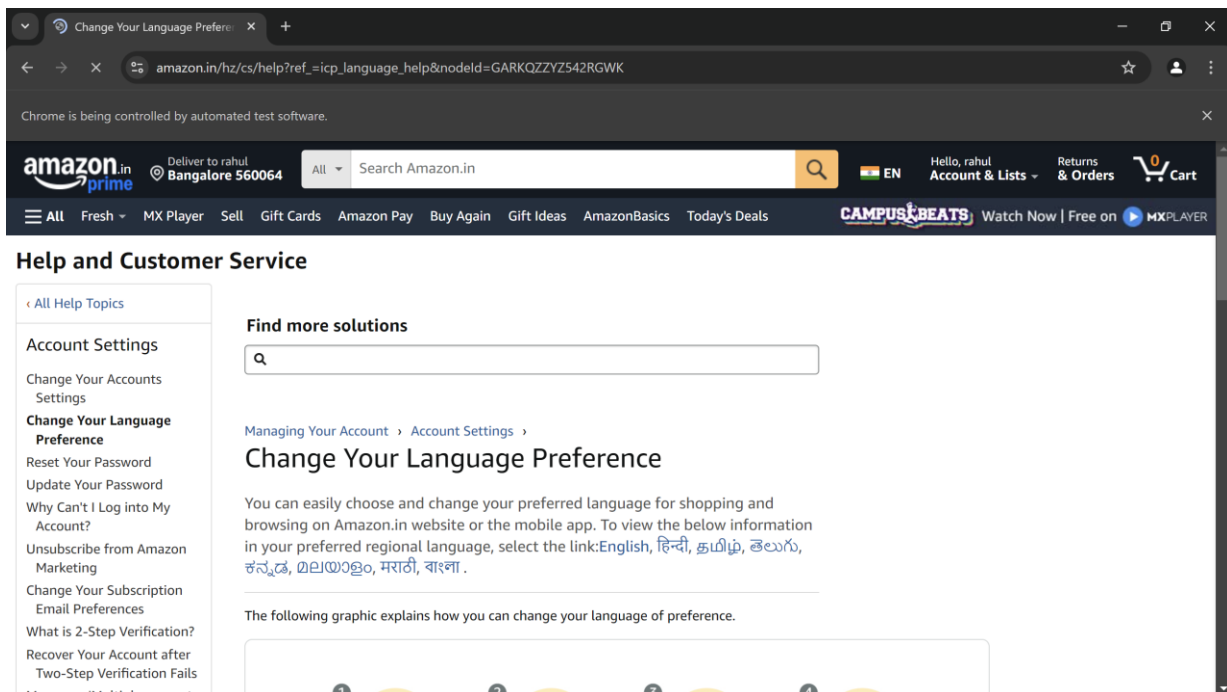 Change Your Language Prefere
amazon.in/hz/cs/help?ref_=icp_language_help&nodeId=GARKQZZYZ542RGWK
Chrome is being controlled by automated test software.
amazon.in
prime
Deliver to rahul
Bangalore 560064
All
Search Amazon.in
EN
Hello, rahul
Account & Lists
Returns
& Orders
0
Cart
All Fresh MX Player Sell Gift Cards Amazon Pay Buy Again Gift Ideas AmazonBasics Today's Deals
CAMPUS BEATS Watch Now | Free on MXPLAYER
Help and Customer Service
‹ All Help Topics
Account Settings
Change Your Accounts
Settings
Change Your Language
Preference
Reset Your Password
Update Your Password
Why Can't I Log into My
Account?
Unsubscribe from Amazon
Marketing
Change Your Subscription
Email Preferences
What is 2-Step Verification?
Recover Your Account after
Two-Step Verification Fails
Find more solutions
Managing Your Account › Account Settings ›
Change Your Language Preference
You can easily choose and change your preferred language for shopping and
browsing on Amazon.in website or the mobile app. To view the below information
in your preferred regional language, select the link:English, हिन्दी, தமிழ், తెలుగు,
ಕನ್ನಡ, മലയാളം, मराठी, বাংলা .
The following graphic explains how you can change your language of preference.
1 2 3 4